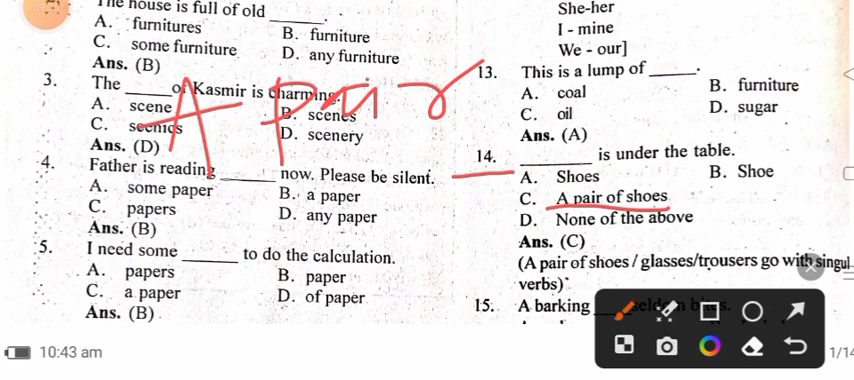 The house is full of old ______.
A. furnitures
B. furniture
C. some furniture
D. any furniture
Ans. (B)
3. The _____ of Kasmir is charming.
A. scene
B. scenes
C. secnics
D. scenery
Ans. (D)
4. Father is reading ______ now. Please be silent.
A. some paper
B. a paper
C. papers
D. any paper
Ans. (B)
5. I need some ______ to do the calculation.
A. papers
B. paper
C. a paper
D. of paper
Ans. (B)
A pair
She-her
I - mine
We - our]
13. This is a lump of _____.
A. coal
B. furniture
C. oil
D. sugar
Ans. (A)
14. ________ is under the table.
A. Shoes
B. Shoe
C. A pair of shoes
D. None of the above
Ans. (C)
(A pair of shoes / glasses/trousers go with singul
verbs)
15. A barking
10:43 am
1/14